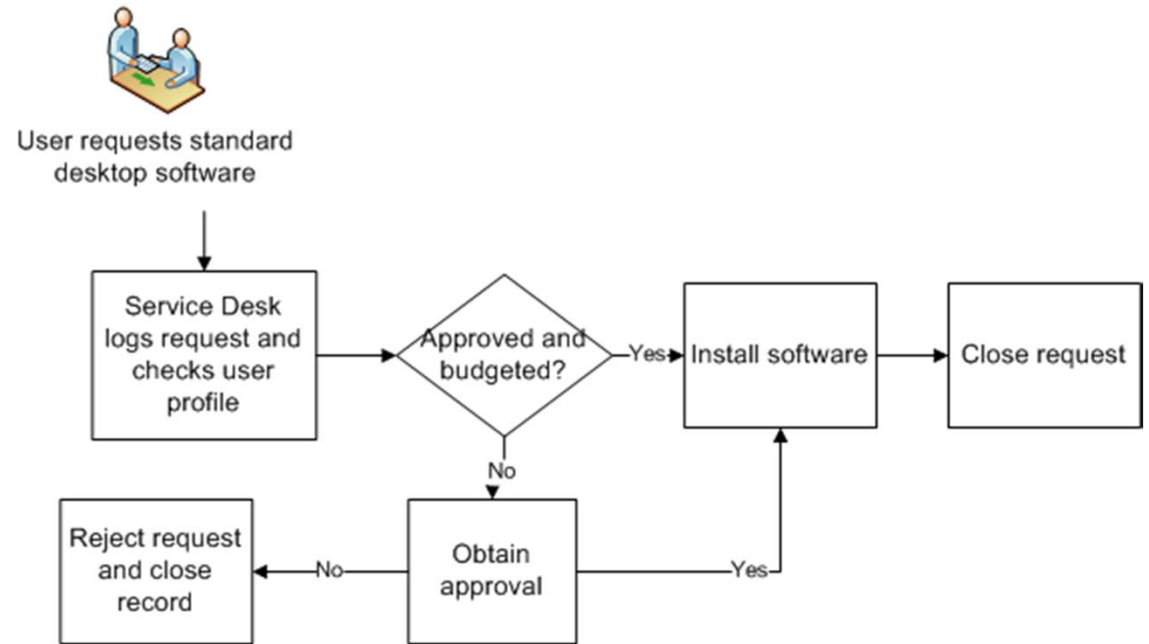 User requests standard
desktop software
Service Desk
logs request and
checks user
profile
Approved and
budgeted?
Yes
Install software
Close request
No
Reject request
and close
record
No
Obtain
approval
Yes